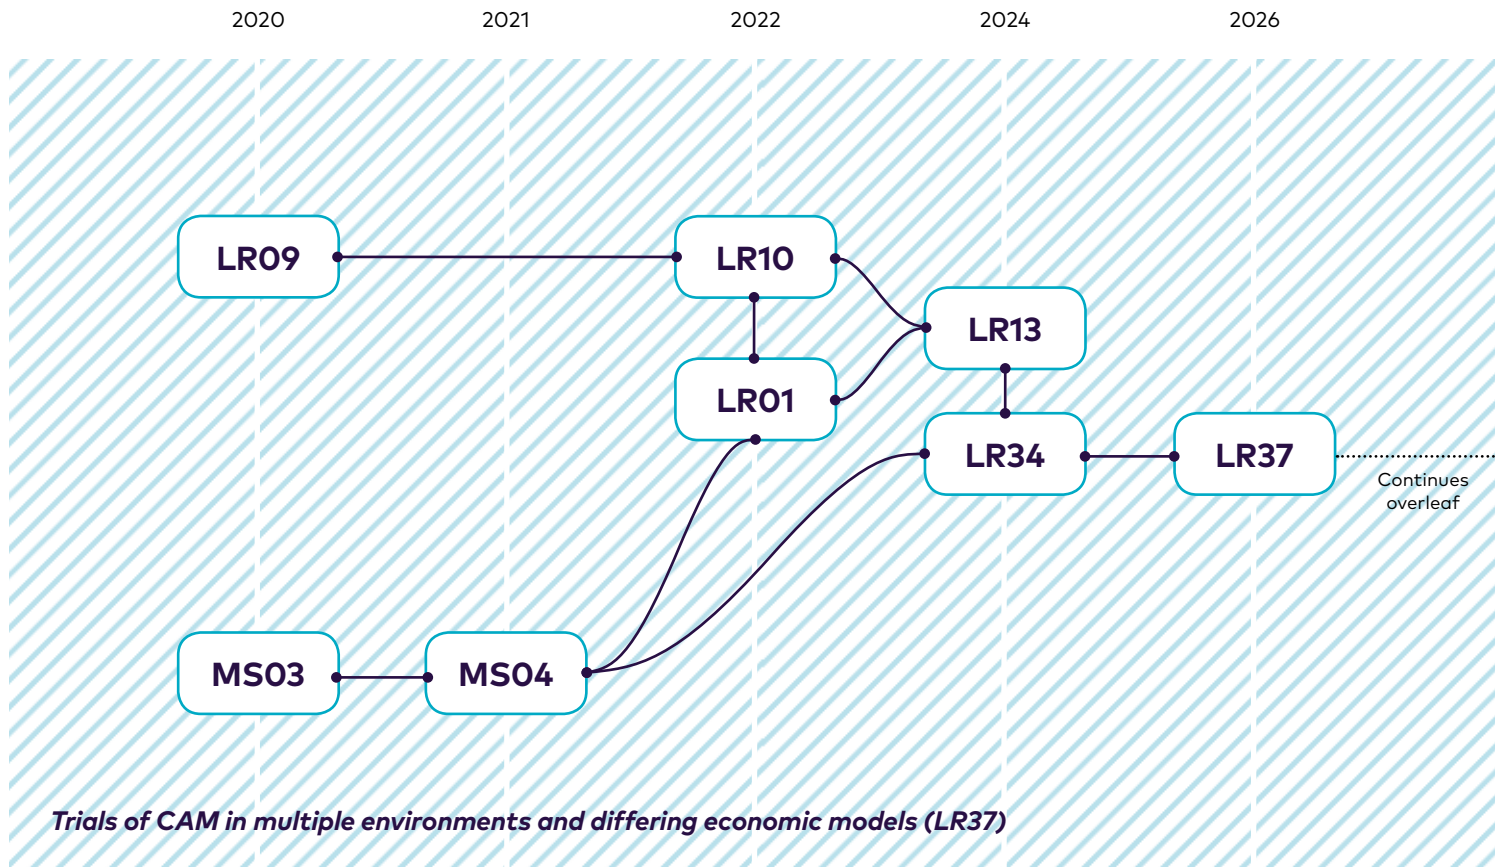 2020 2021 2022 2024 2026
LR09
LR10
LR13
LR01
LR34
LR37
Continues
overleaf
MS03
MS04
Trials of CAM in multiple environments and differing economic models (LR37)